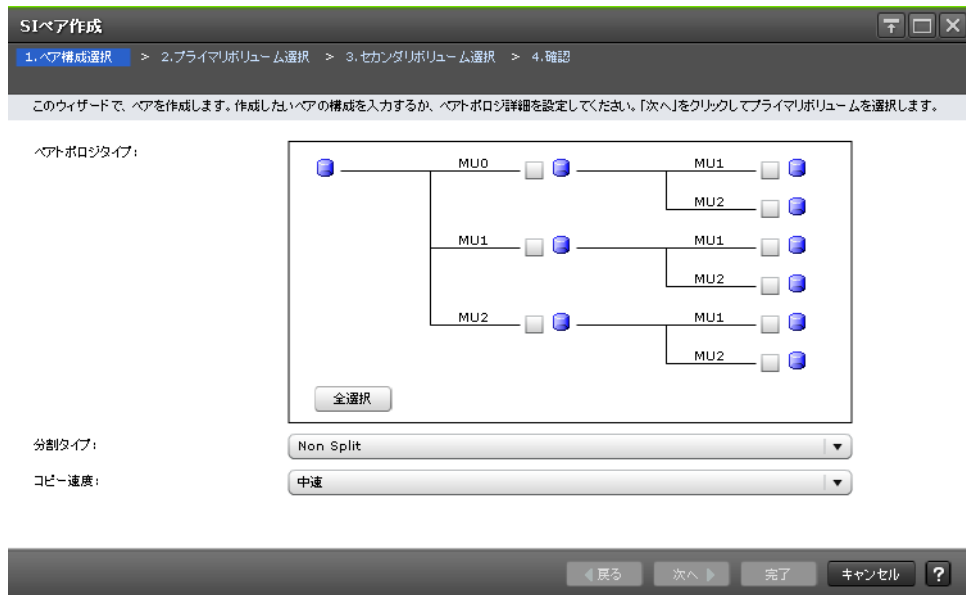 SIペア作成
1.ペア構成選択 > 2.プライマリボリューム選択 > 3.セカンダリボリューム選択 > 4.確認
このウィザードで、ペアを作成します。作成したいペアの構成を入力するか、ペアトポロジ詳細を設定してください。「次へ」をクリックしてプライマリボリュームを選択します。
ペアトポロジタイプ:
MU0 MU1
MU2
MU1 MU1
MU2
MU2 MU1
MU2
全選択
分割タイプ: Non Split
コピー速度: 中速
戻る 次へ 完了 キャンセル ?